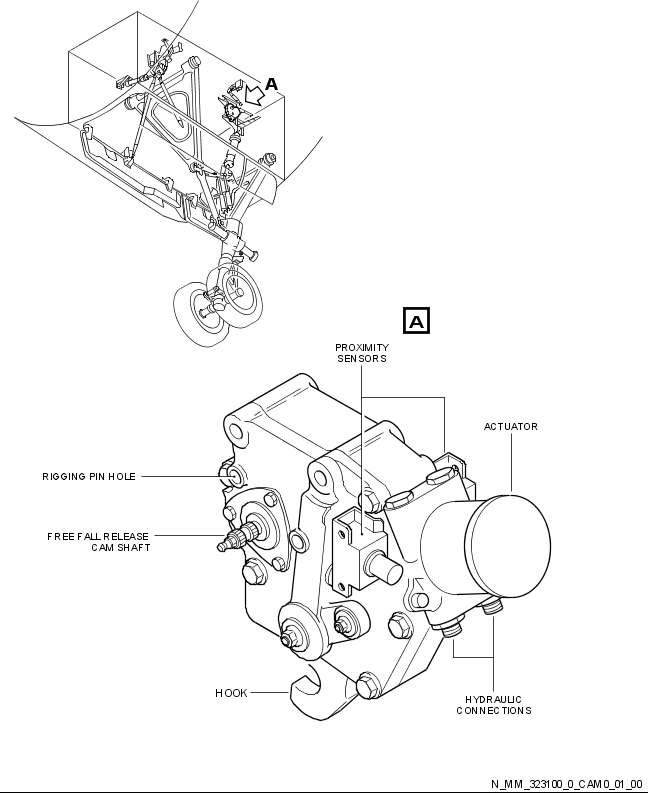 A
A
PROXIMITY
SENSORS
ACTUATOR
RIGGING PIN HOLE
FREE FALL RELEASE
CAM SHAFT
HOOK
HYDRAULIC
CONNECTIONS
N_MM_323100_0_CAM0_01_00